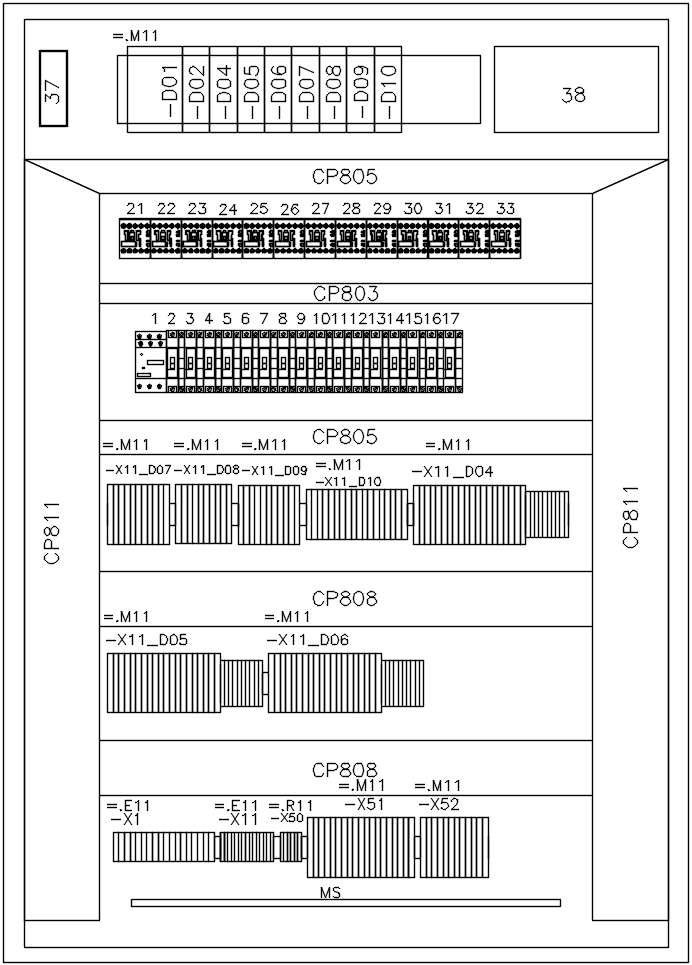 =.M11
37
-D01 -D02 -D04 -D05 -D06 -D07 -D08 -D09 -D10
38
CP805
21 22 23 24 25 26 27 28 29 30 31 32 33
CP803
1 2 3 4 5 6 7 8 9 10 11 12 13 14 15 16 17
CP805
=.M11 =.M11 =.M11 =.M11
-X11_D07 -X11_D08 -X11_D09 =.M11 -X11_D04
-X11_D10
CP811
CP811
CP808
=.M11 =.M11
-X11_D05 -X11_D06
CP808
=.M11 =.M11
=.E11 =.E11 =.R11 -X51 -X52
-X1 -X11 -X50
MS